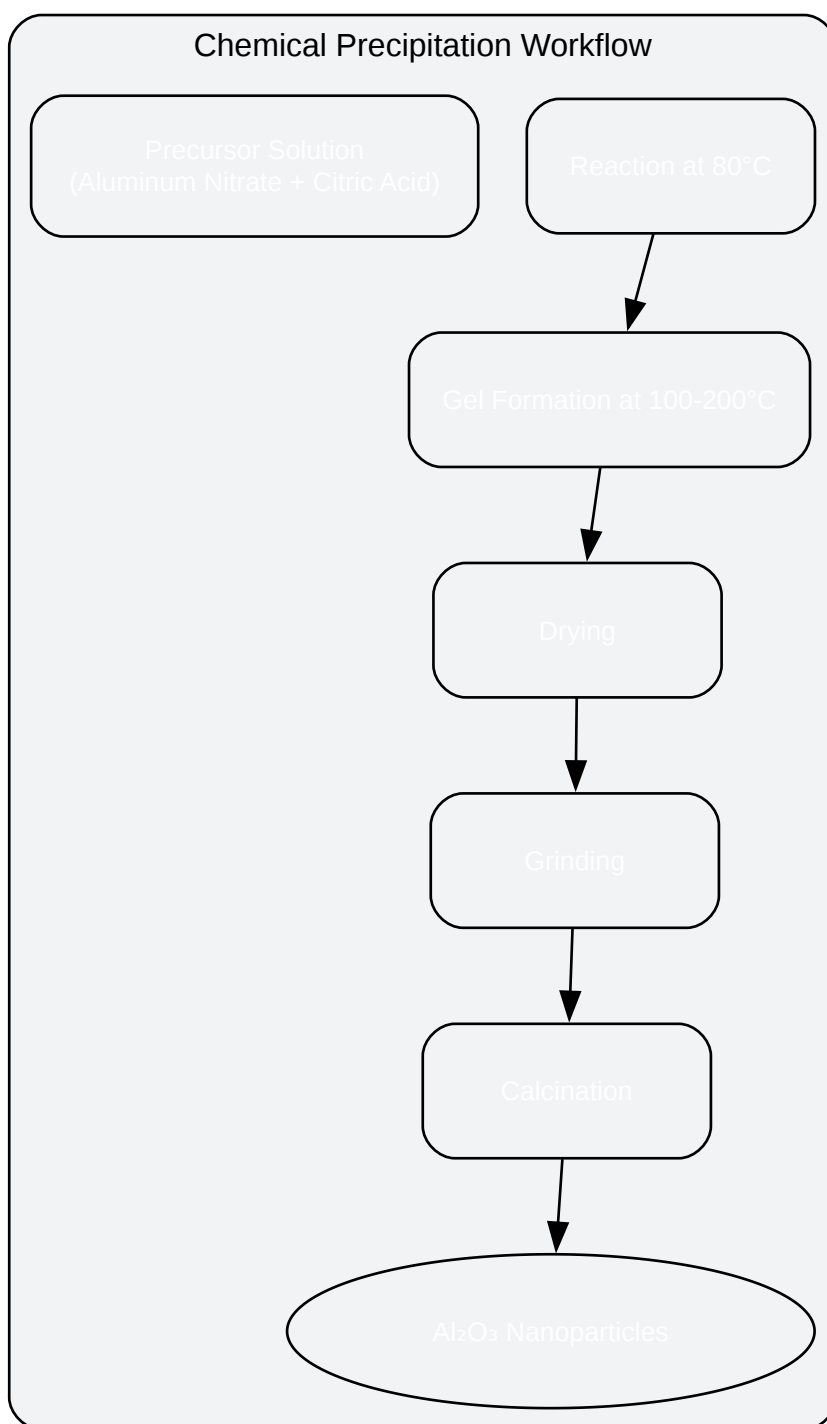 Chemical Precipitation Workflow
Precursor Solution
(Aluminum Nitrate + Citric Acid)
Reaction at 80°C
Gel Formation at 100-200°C
Drying
Grinding
Calcination
Al₂O₃ Nanoparticles